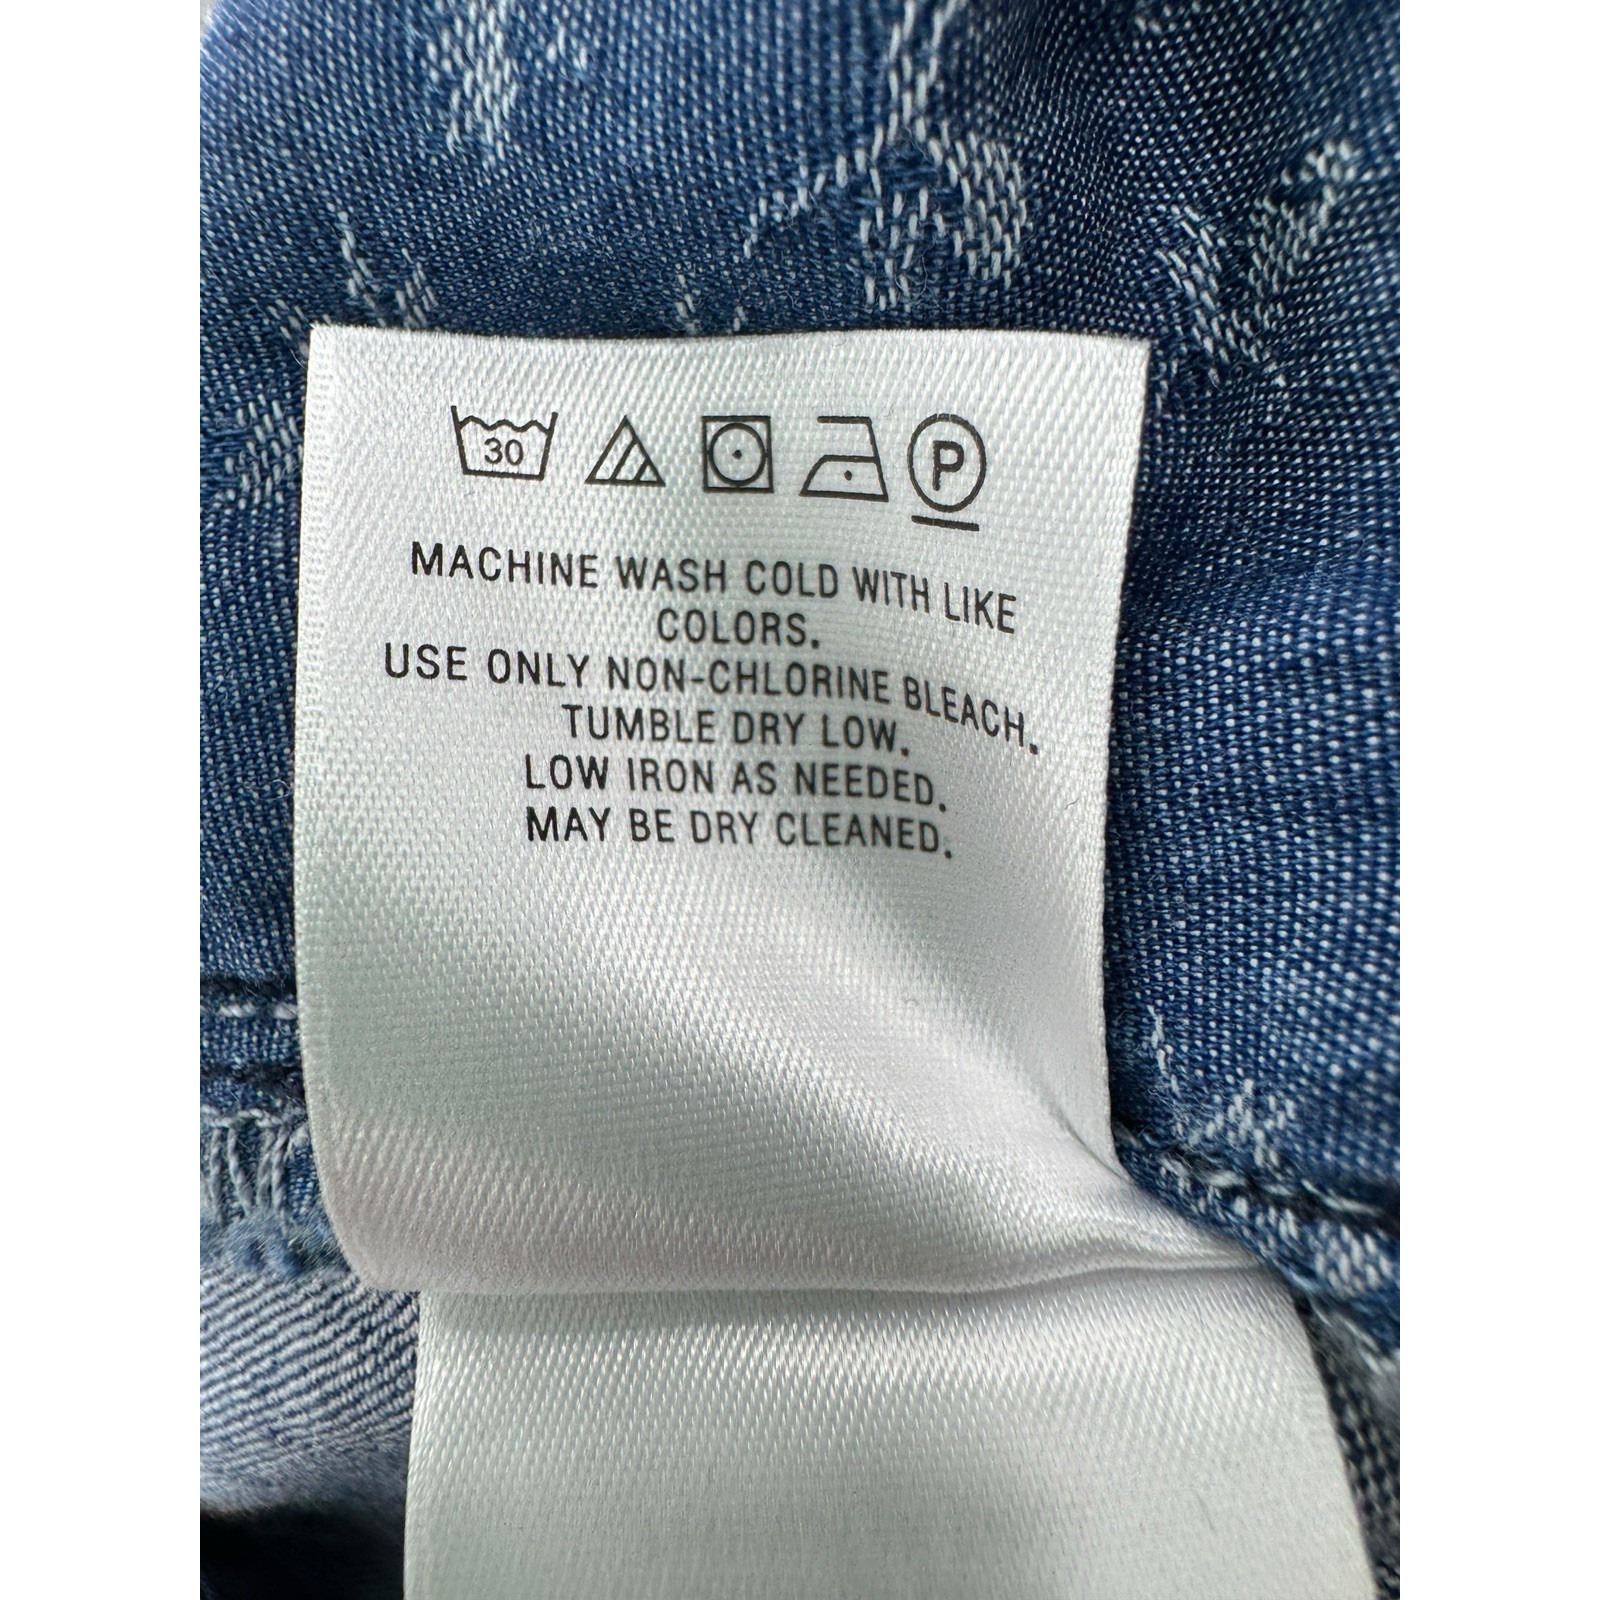 30 P
MACHINE WASH COLD WITH LIKE
COLORS.
USE ONLY NON-CHLORINE BLEACH.
TUMBLE DRY LOW.
LOW IRON AS NEEDED.
MAY BE DRY CLEANED.